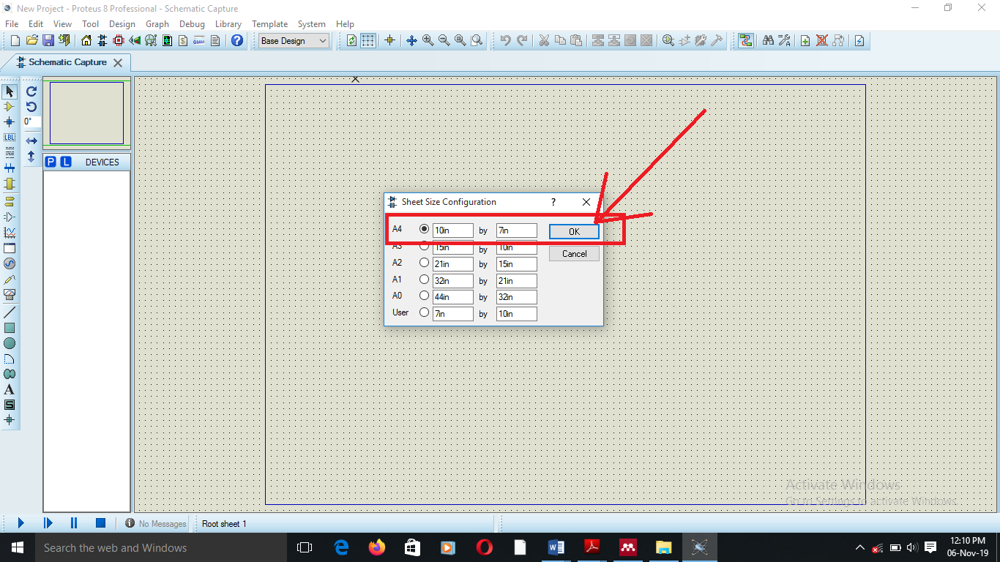 New Project - Proteus 8 Professional - Schematic Capture
File Edit View Tool Design Graph Debug Library Template System Help
Base Design
Schematic Capture
0°
LBL
P L DEVICES
Sheet Size Configuration ?
A4 10in by 7in OK
A3 15in by 10in
Cancel
A2 21in by 15in
A1 32in by 21in
A0 44in by 32in
User 7in by 10in
A
S
Activate Windows
Go to Settings to activate Windows.
No Messages Root sheet 1
Search the web and Windows
12:10 PM
06-Nov-19